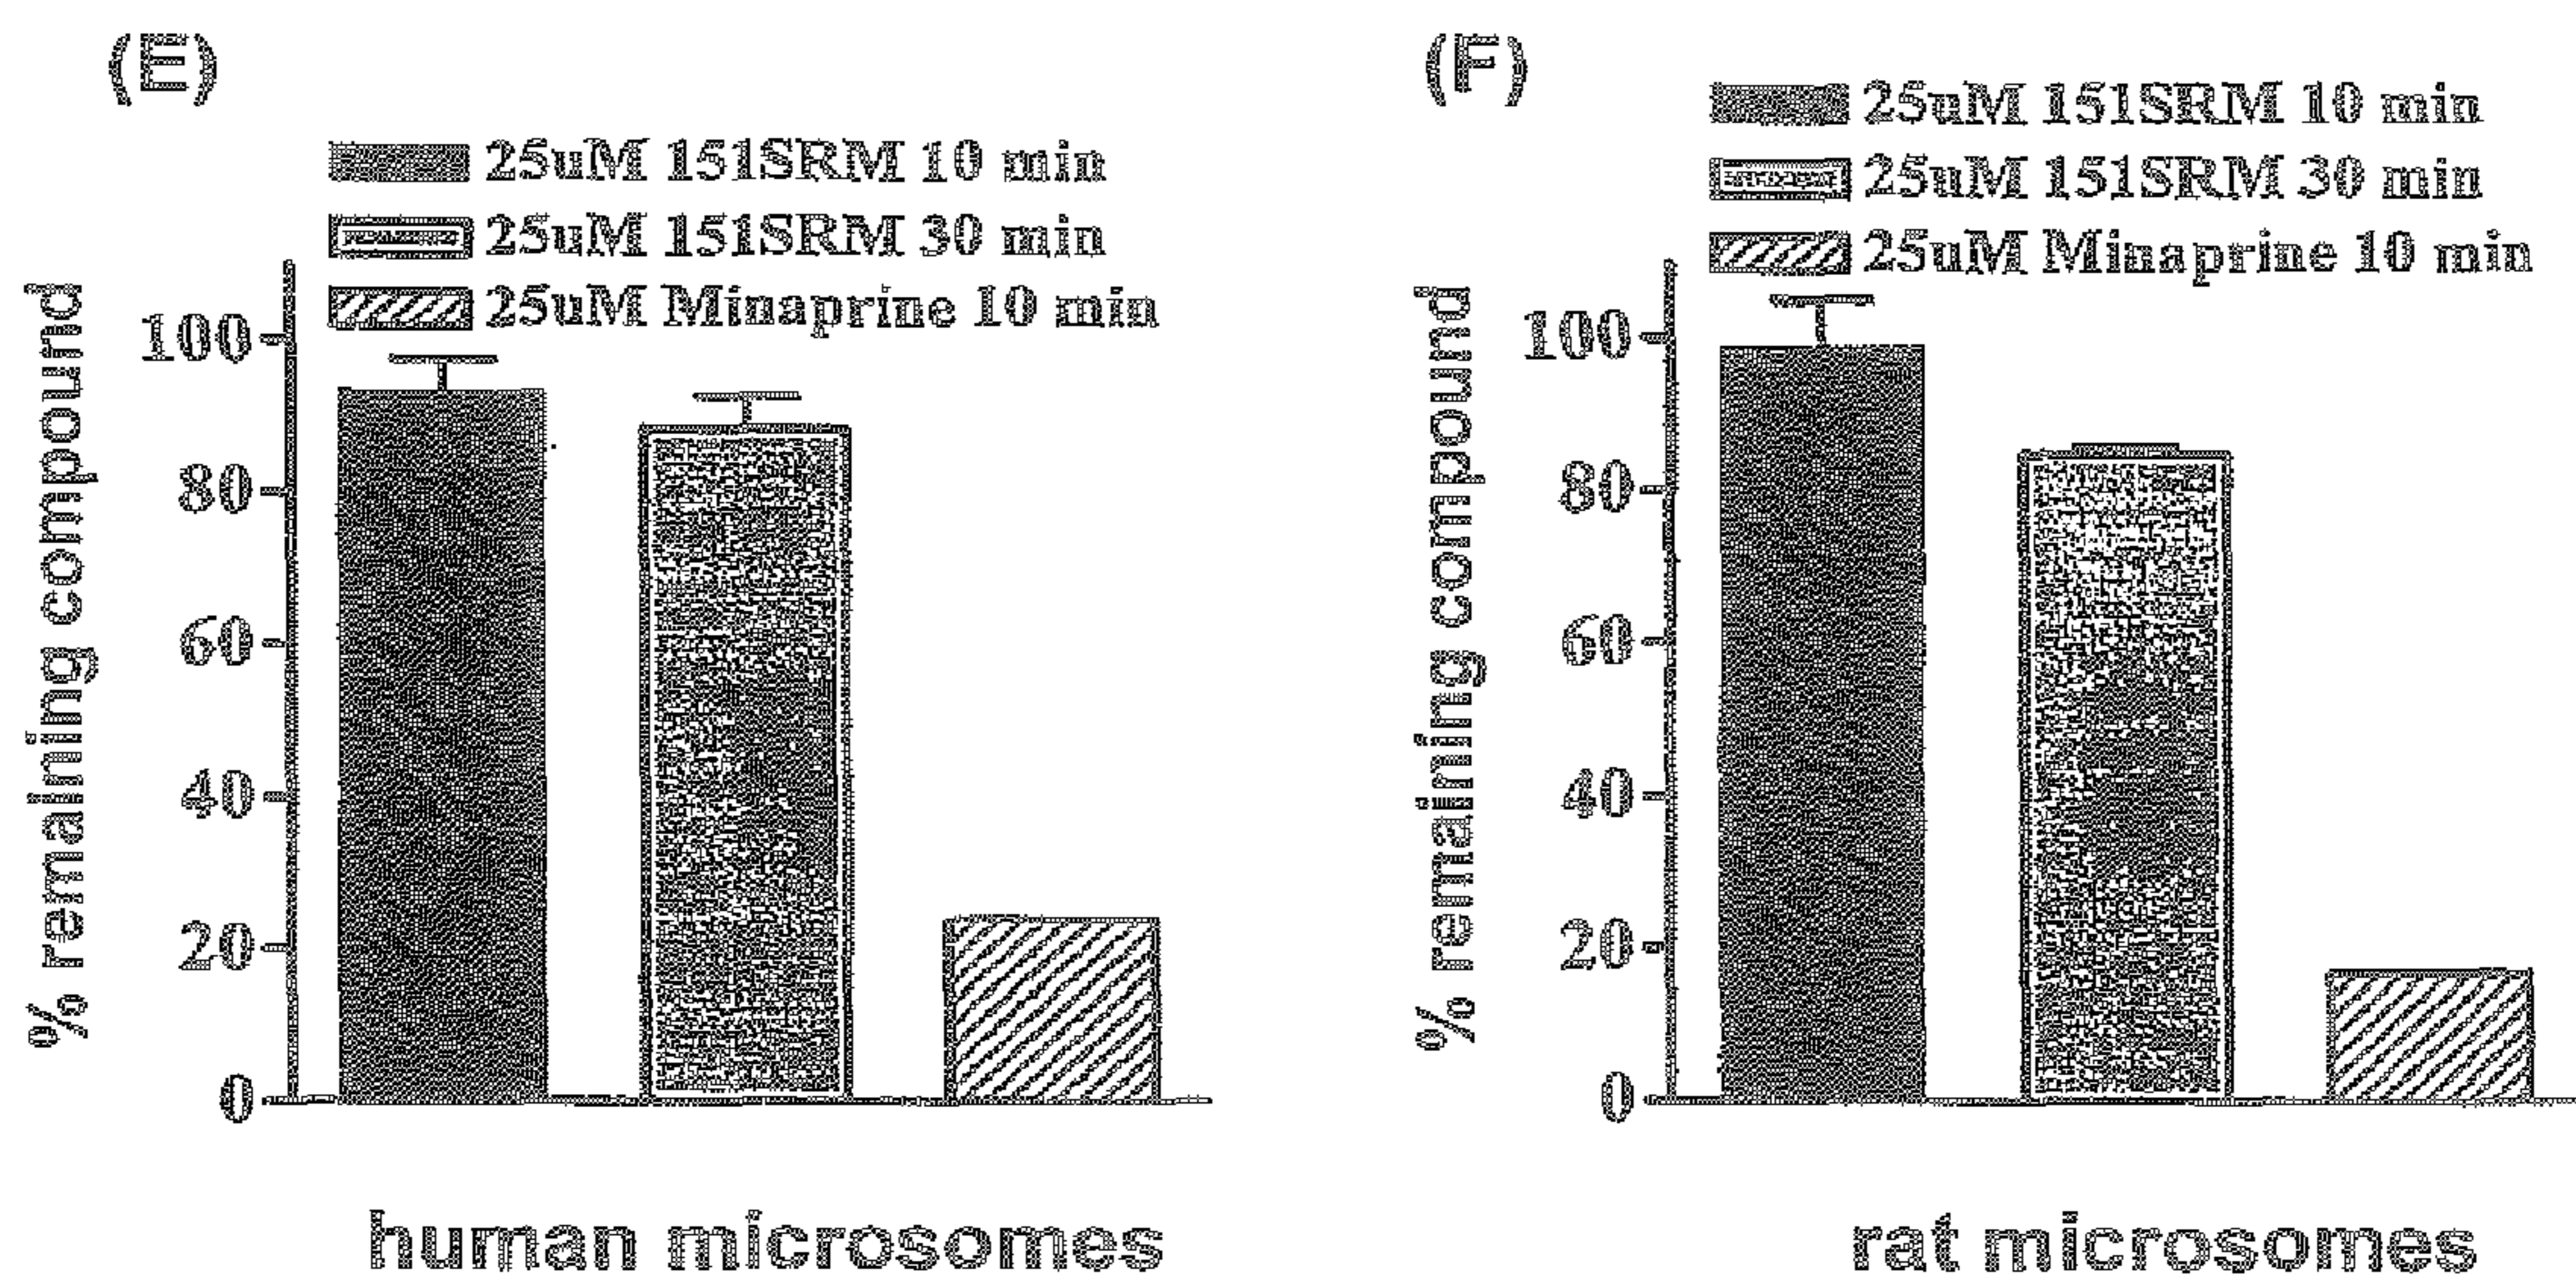 (E)
25uM 151SRM 10 min
25uM 151SRM 30 min
25uM Minaprine 10 min
% remaining compound
100
80
60
40
20
0
human microsomes
(F)
25uM 151SRM 10 min
25uM 151SRM 30 min
25uM Minaprine 10 min
% remaining compound
100
80
60
40
20
0
rat microsomes